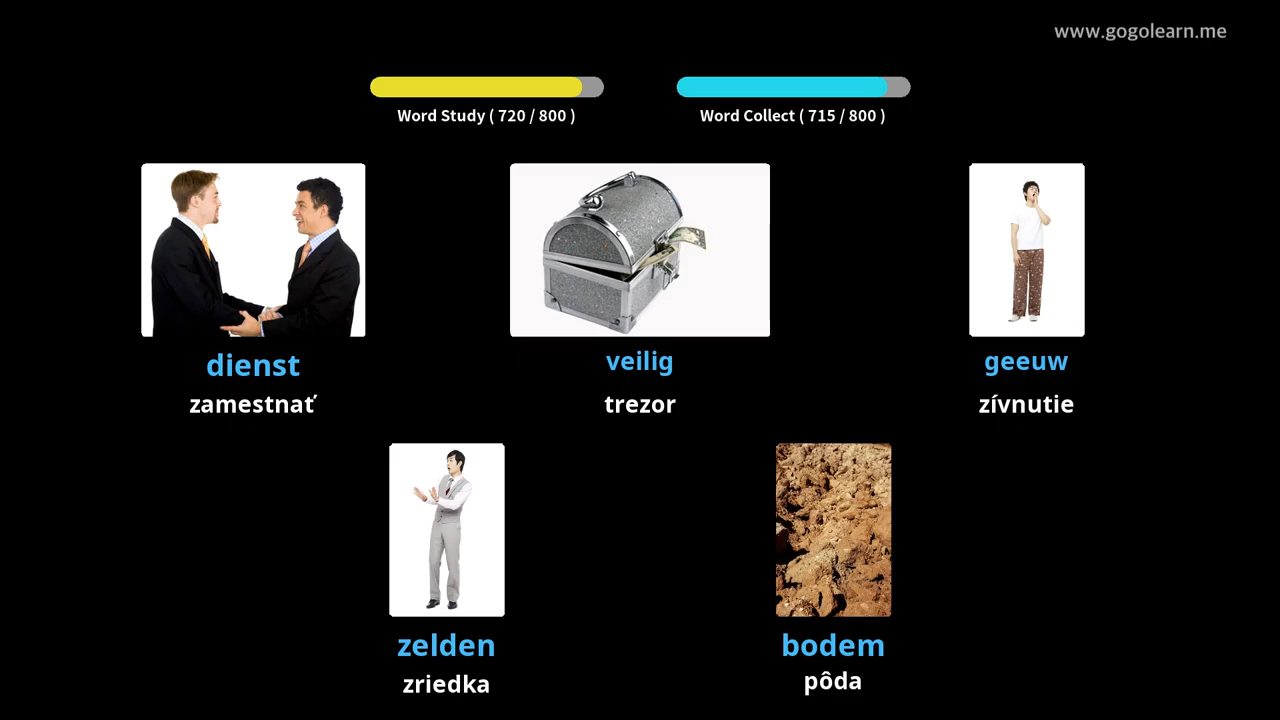 www.gogolearn.me
Word Study ( 720 / 800 )
Word Collect ( 715 / 800 )
dienst
zamestnať
veilig
trezor
geeuw
zívnutie
zelden
zriedka
bodem
pôda